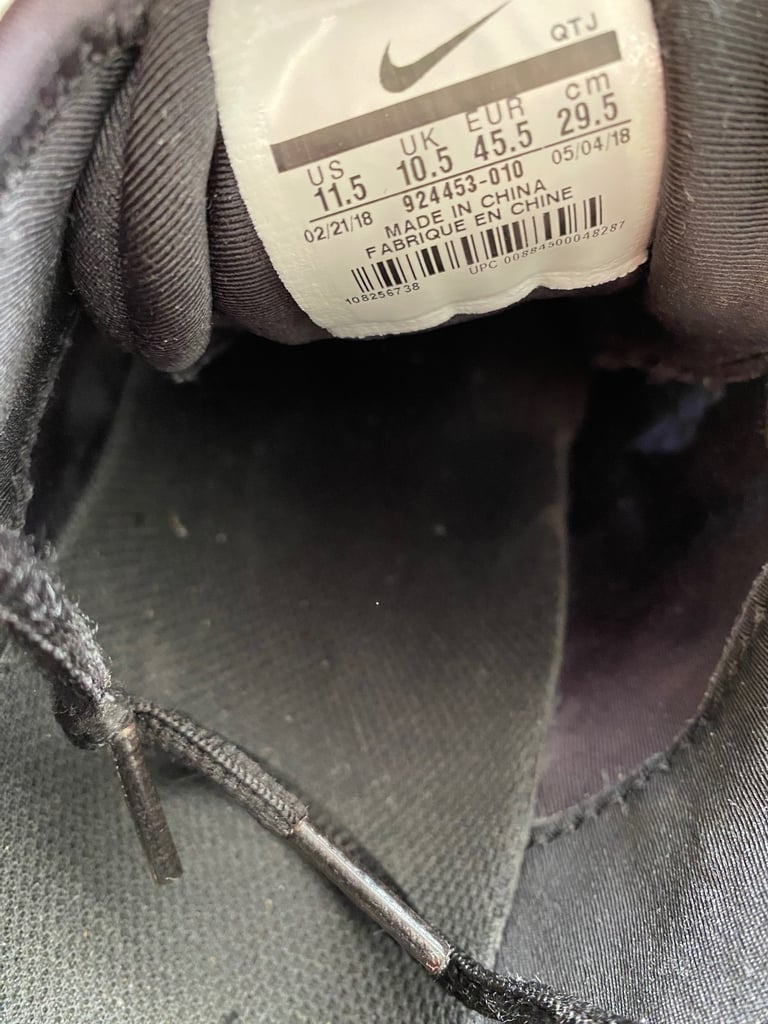 QTJ
US UK EUR cm
11.5 10.5 45.5 29.5
02/21/18 924453-010 05/04/18
MADE IN CHINA
FABRIQUE EN CHINE
108256738 UPC 00884500048287